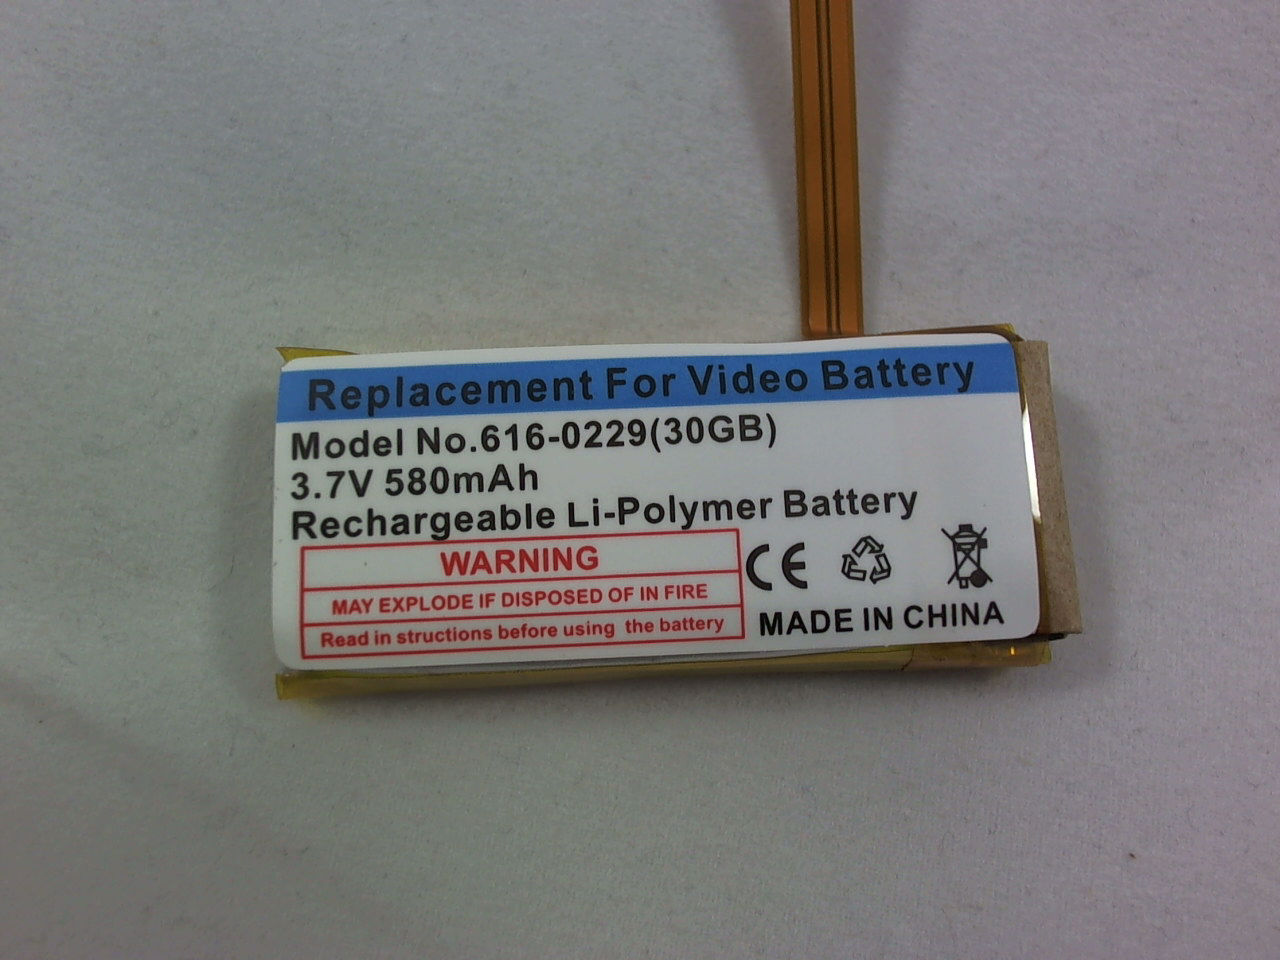 Replacement For Video Battery
Model No.616-0229(30GB)
3.7V 580mAh
Rechargeable Li-Polymer Battery
WARNING
MAY EXPLODE IF DISPOSED OF IN FIRE
Read in structions before using the battery
CE
MADE IN CHINA